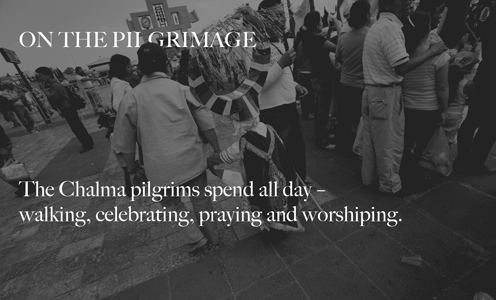 ON THE PILGRIMAGE
The Chalma pilgrims spend all day –
walking, celebrating, praying and worshiping.